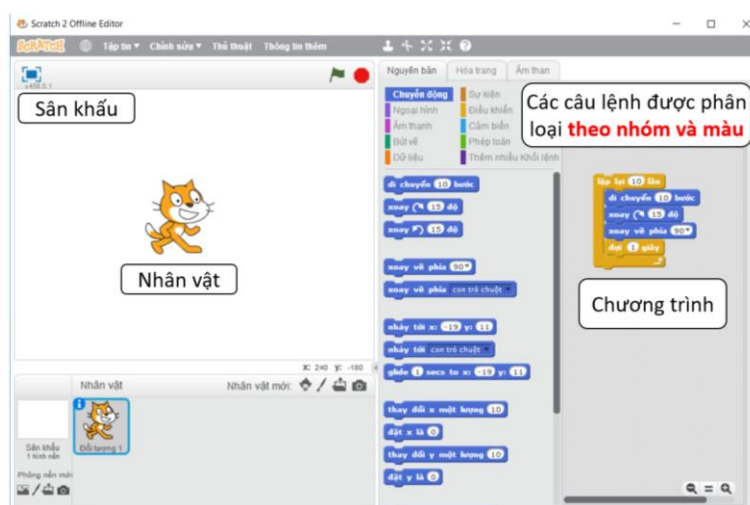 Scratch 2 Offline Editor
SCRATCH Tập tin Chỉnh sửa Thủ thuật Thông tin thêm
v456.0.1
Sân khấu
Nhân vật
X: 240 y: -180
Nhân vật
Nhân vật mới:
Sân khấu
1 hình nền
Đối tượng 1
Phông nền mới
Nguyên bản Hóa trang Âm than
Chuyển động Sự kiện
Ngoại hình Điều khiển
Âm thanh Cảm biến
Bút vẽ Phép toán
Dữ liệu Thêm nhiều Khối lệnh
di chuyển 10 bước
xoay 15 độ
xoay 15 độ
xoay về phía 90
xoay về phía con trỏ chuột
nhảy tới x: -19 y: 11
nhảy tới con trỏ chuột
glide 1 secs to x: -19 y: 11
thay đổi x một lượng 10
đặt x là 0
thay đổi y một lượng 10
đặt y là 0
Các câu lệnh được phân
loại theo nhóm và màu
lặp lại 10 lần
di chuyển 10 bước
xoay 15 độ
xoay về phía 90
đợi 1 giây
Chương trình